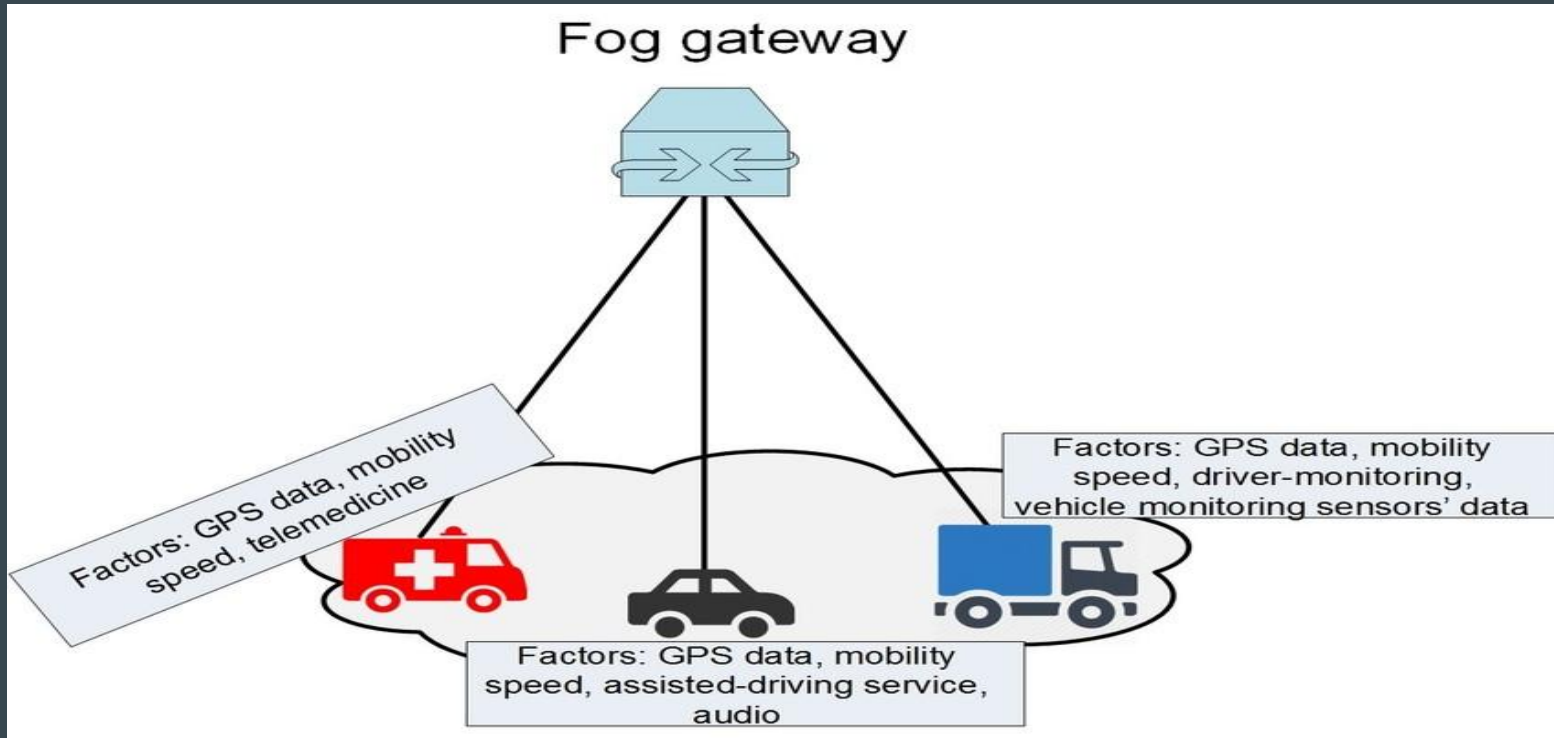 Fog gateway
Factors: GPS data, mobility
speed, telemedicine
Factors: GPS data, mobility
speed, driver-monitoring,
vehicle monitoring sensors’ data
Factors: GPS data, mobility
speed, assisted-driving service,
audio